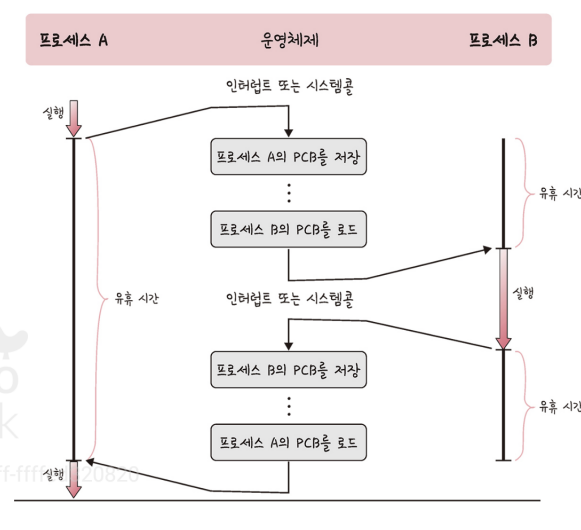 프로세스 A 운영체제 프로세스 B
인터럽트 또는 시스템콜
실행
프로세스 A의 PCB를 저장
유휴 시간
프로세스 B의 PCB를 로드
실행
유휴 시간
인터럽트 또는 시스템콜
프로세스 B의 PCB를 저장
유휴 시간
프로세스 A의 PCB를 로드
실행